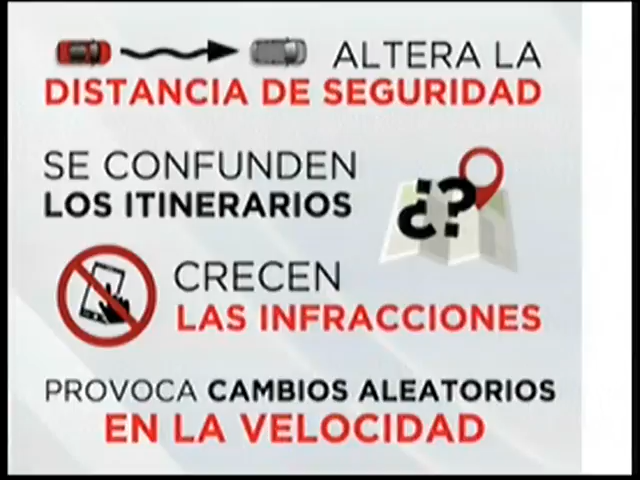 ALTERA LA
DISTANCIA DE SEGURIDAD
SE CONFUNDEN
LOS ITINERARIOS
¿?
CRECEN
LAS INFRACCIONES
PROVOCA CAMBIOS ALEATORIOS
EN LA VELOCIDAD